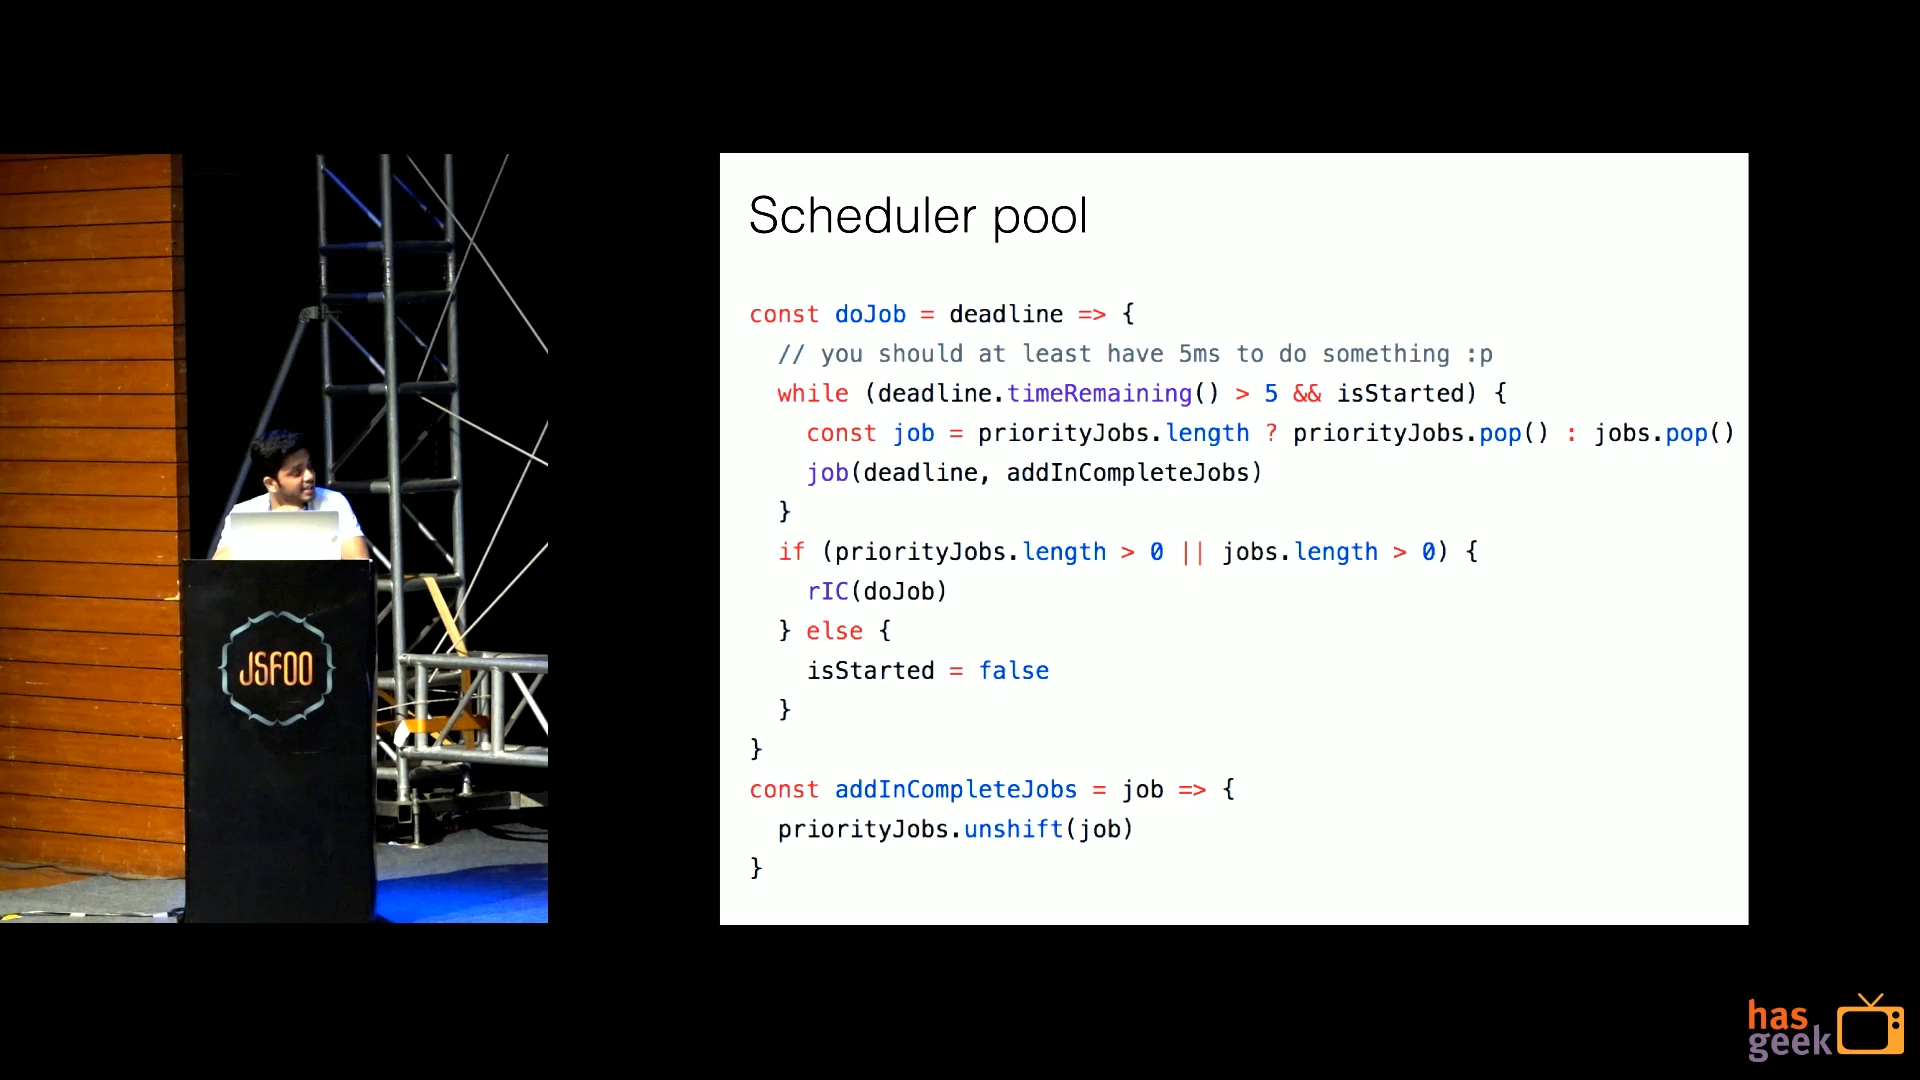 Scheduler pool
const doJob = deadline => {
// you should at least have 5ms to do something :p
while (deadline.timeRemaining() > 5 && isStarted) {
const job = priorityJobs.length ? priorityJobs.pop() : jobs.pop()
job(deadline, addInCompleteJobs)
}
if (priorityJobs.length > 0 || jobs.length > 0) {
rIC(doJob)
} else {
isStarted = false
}
}
const addInCompleteJobs = job => {
priorityJobs.unshift(job)
}
JSFOO
has
geek